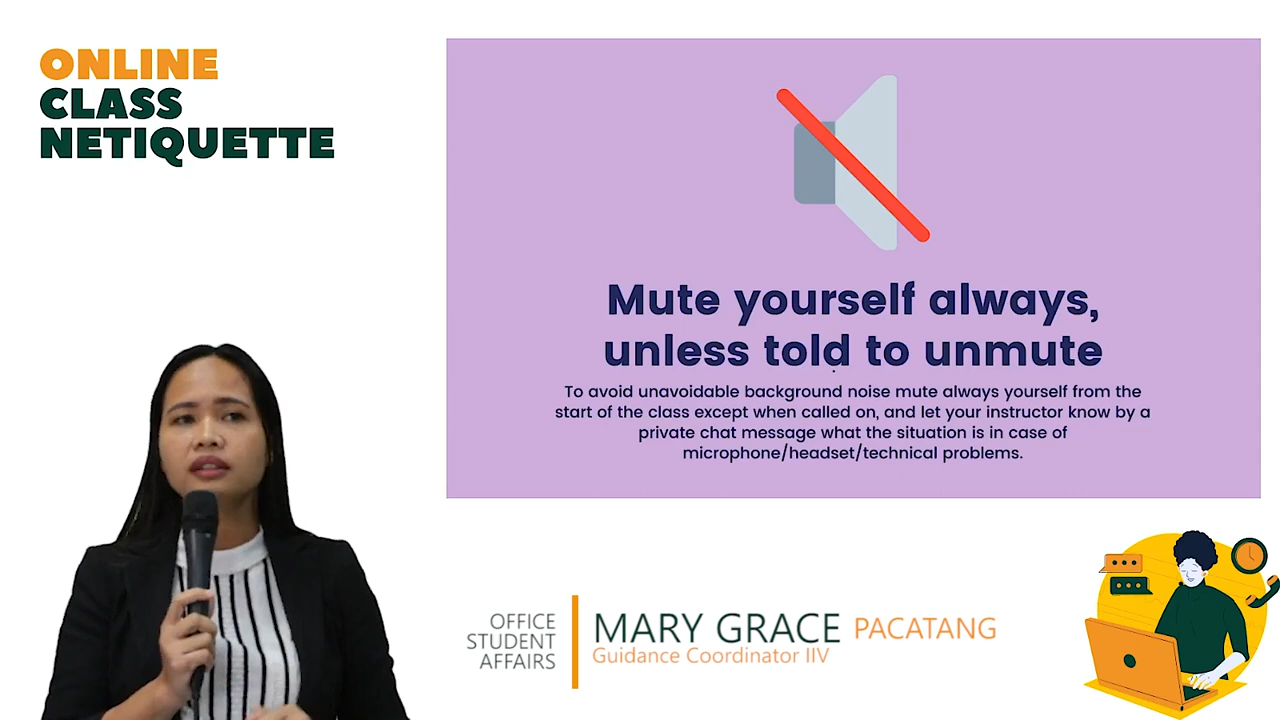 ONLINE
CLASS
NETIQUETTE
Mute yourself always,
unless told to unmute
To avoid unavoidable background noise mute always yourself from the
start of the class except when called on, and let your instructor know by a
private chat message what the situation is in case of
microphone/headset/technical problems.
OFFICE
STUDENT
AFFAIRS
MARY GRACE PACATANG
Guidance Coordinator IIV